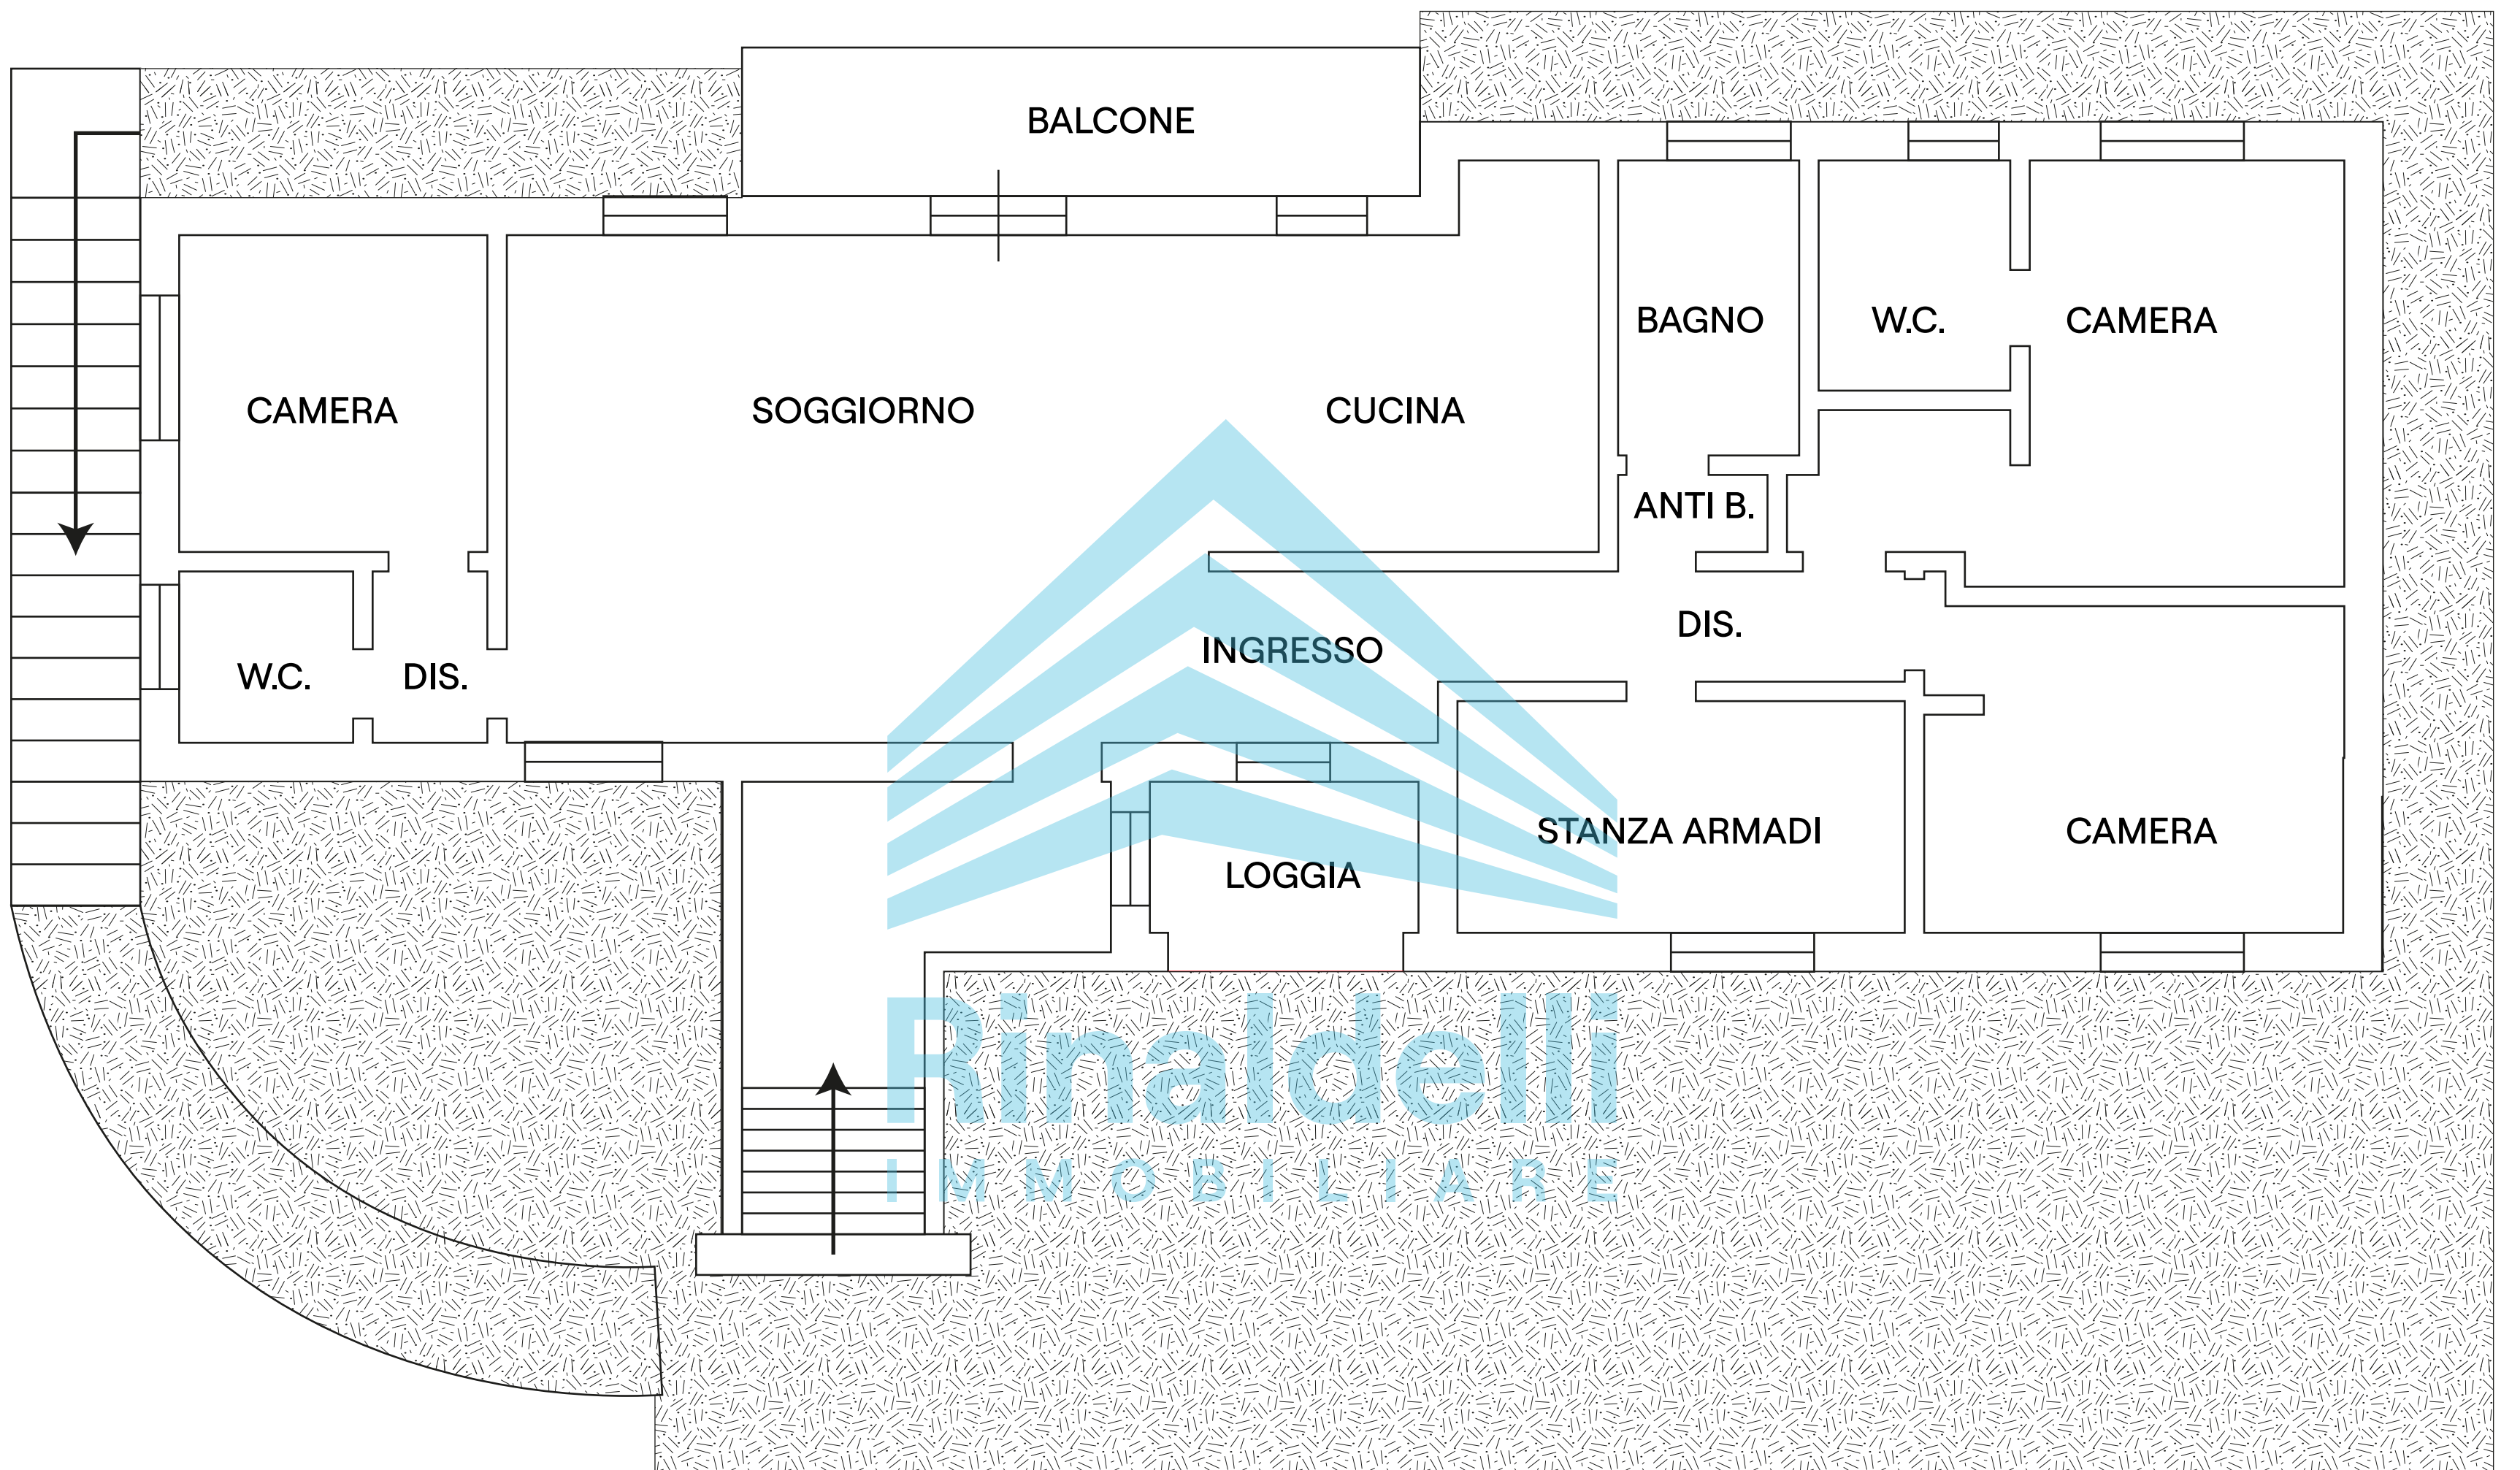 BALCONE
BAGNO
W.C.
CAMERA
CAMERA
SOGGIORNO
CUCINA
ANTI B.
DIS.
INGRESSO
W.C.
DIS.
STANZA ARMADI
CAMERA
LOGGIA
Rinaldelli
IMMOBILIARE